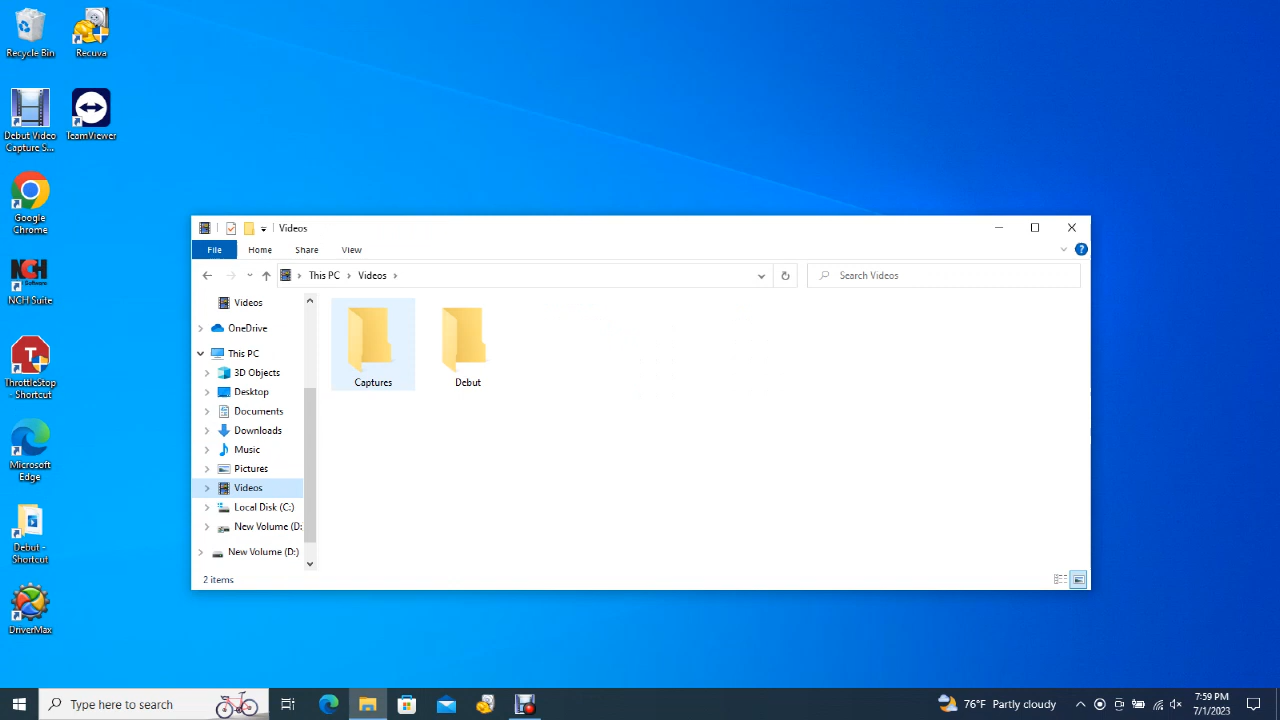 Recycle Bin
Recuva
Debut Video
Capture S...
TeamViewer
Google
Chrome
NCH
Software
NCH Suite
ThrottleStop
- Shortcut
Microsoft
Edge
Debut -
Shortcut
DriverMax
Videos
File Home Share View
This PC > Videos >
Search Videos
Videos
OneDrive
This PC
3D Objects
Desktop
Documents
Downloads
Music
Pictures
Videos
Local Disk (C:)
New Volume (D:
New Volume (D:)
Captures
Debut
2 items
Type here to search
76°F Partly cloudy
7:59 PM
7/1/2023